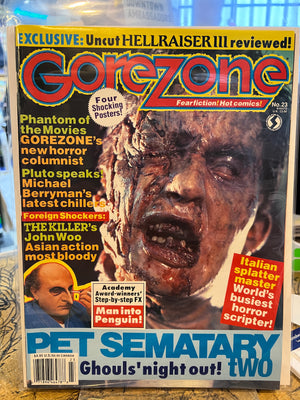 EXCLUSIVE: Uncut HELLRAISER III reviewed!
Gorezone
Fear fiction! Hot comics!
No.23
Four
Shocking
Posters!
Phantom of
the Movies
GOREZONE's
new horror
columnist
Pluto speaks:
Michael
Berryman's
latest chillers
Foreign Shockers:
THE KILLER's
John Woo
Asian action
most bloody
Academy
Award-winners'
Step-by-step FX
Man into
Penguin!
Italian
splatter
master
World's
busiest
horror
scripter!
PET SEMATARY
two
Ghouls' night out!